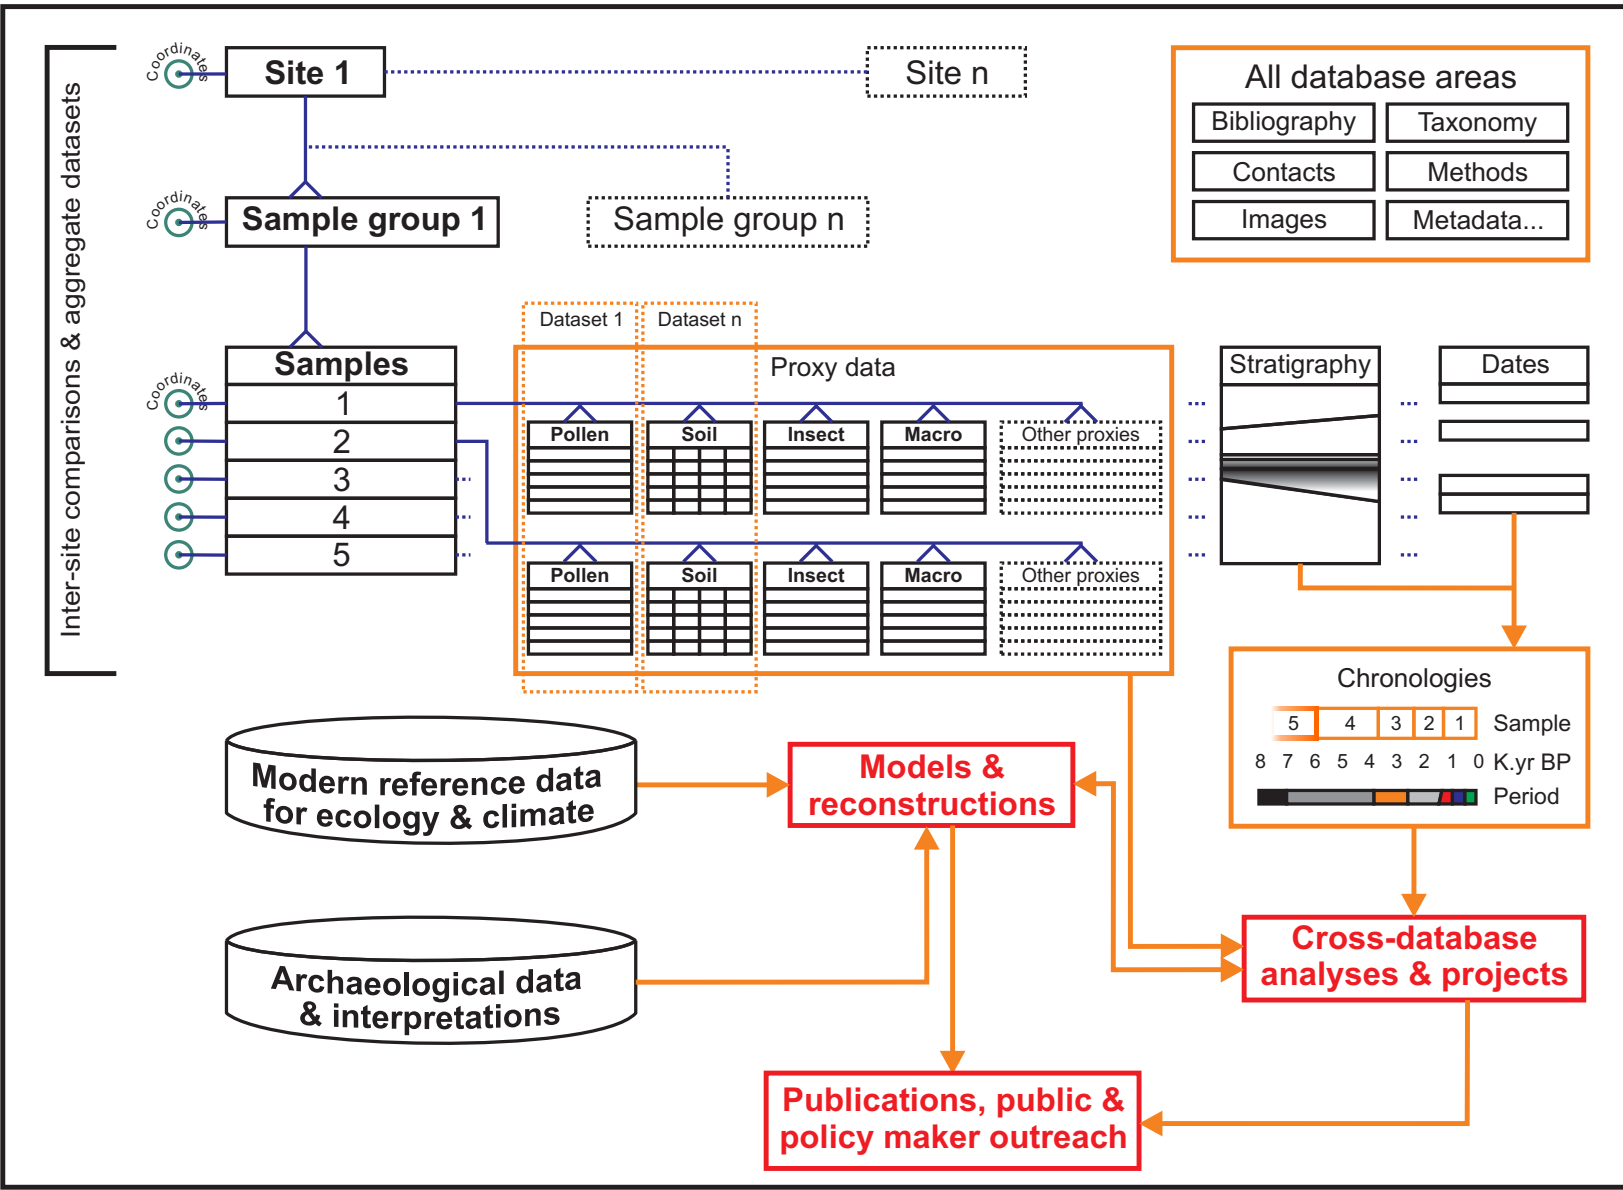 Inter-site comparisons & aggregate datasets
Coordinates
Site 1
Site n
Coordinates
Sample group 1
Sample group n
All database areas
Bibliography
Taxonomy
Contacts
Methods
Images
Metadata...
Coordinates
Samples
1
2
3
4
5
Dataset 1
Dataset n
Proxy data
Pollen
Soil
Insect
Macro
Other proxies
Pollen
Soil
Insect
Macro
Other proxies
...
...
...
...
...
Stratigraphy
...
...
...
...
...
Dates
Chronologies
5 4 3 2 1 Sample
8 7 6 5 4 3 2 1 0 K.yr BP
Period
Modern reference data
for ecology & climate
Models &
reconstructions
Archaeological data
& interpretations
Cross-database
analyses & projects
Publications, public &
policy maker outreach